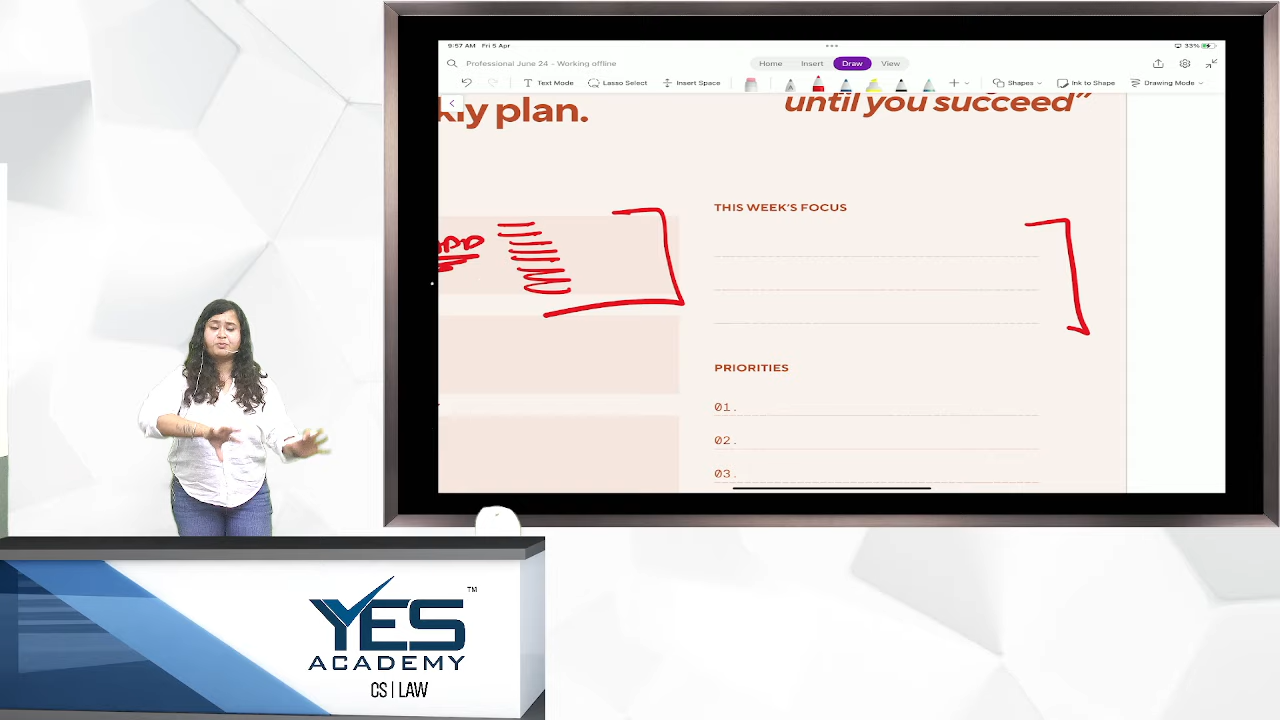 9:57 AM Fri 5 Apr
33%
Professional June 24 - Working offline
Home Insert Draw View
Text Mode Lasso Select Insert Space Shapes Ink to Shape Drawing Mode
kly plan.
until you succeed”
THIS WEEK'S FOCUS
PRIORITIES
01.
02.
03.
YES
TM
ACADEMY
CS | LAW